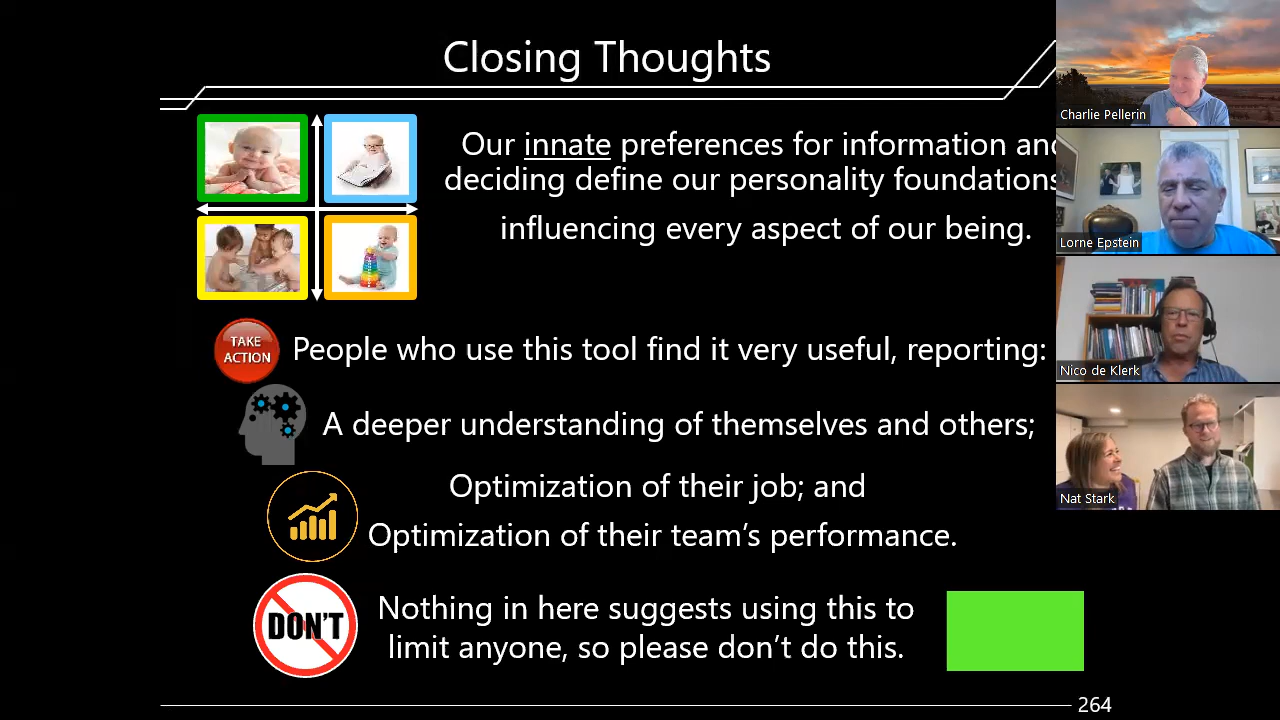 Closing Thoughts
Our innate preferences for information and
deciding define our personality foundations
influencing every aspect of our being.
TAKE
ACTION
People who use this tool find it very useful, reporting:
A deeper understanding of themselves and others;
Optimization of their job; and
Optimization of their team’s performance.
DON'T
Nothing in here suggests using this to
limit anyone, so please don’t do this.
264
Charlie Pellerin
Lorne Epstein
Nico de Klerk
Nat Stark